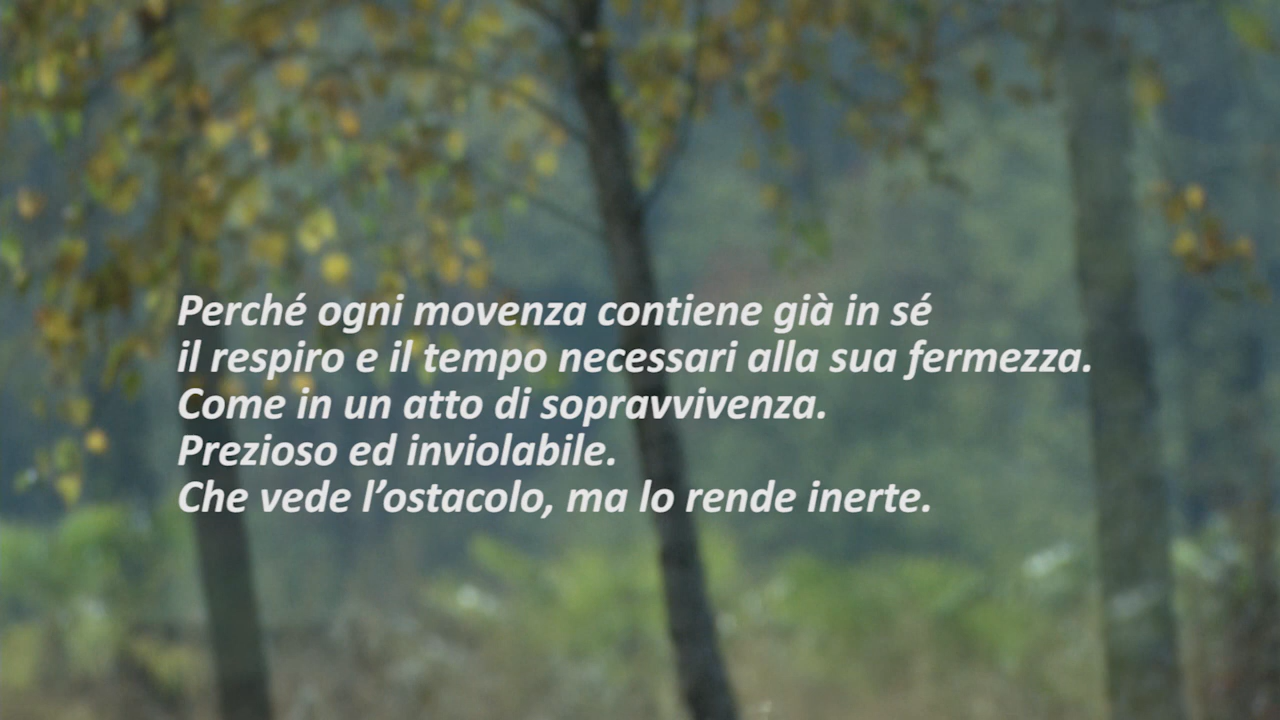 Perché ogni movenza contiene già in sé
il respiro e il tempo necessari alla sua fermezza.
Come in un atto di sopravvivenza.
Prezioso ed inviolabile.
Che vede l’ostacolo, ma lo rende inerte.